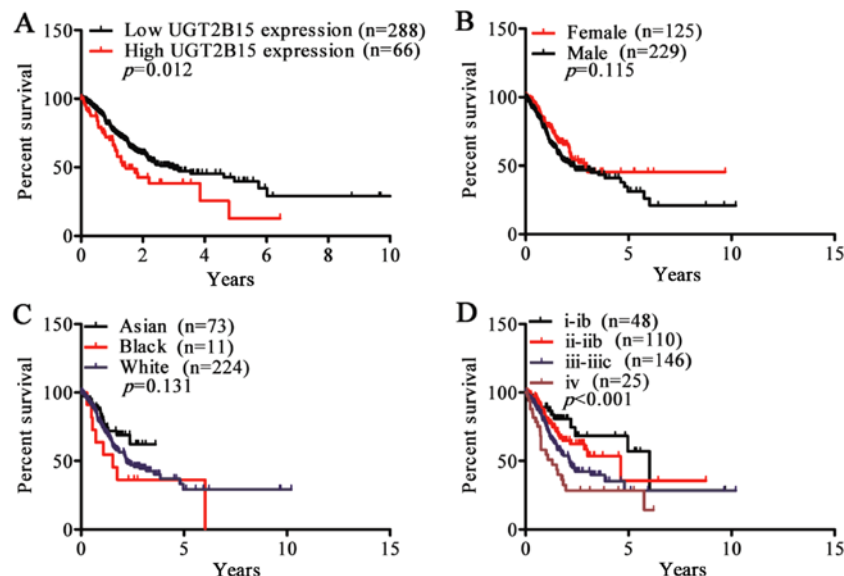 A
150
100
50
0
Percent survival
Low UGT2B15 expression (n=288)
High UGT2B15 expression (n=66)
p=0.012
0 2 4 6 8 10
Years
B
150
100
50
0
Percent survival
Female (n=125)
Male (n=229)
p=0.115
0 5 10 15
Years
C
150
100
50
0
Percent survival
Asian (n=73)
Black (n=11)
White (n=224)
p=0.131
0 5 10 15
Years
D
150
100
50
0
Percent survival
i-ib (n=48)
ii-iib (n=110)
iii-iiic (n=146)
iv (n=25)
p<0.001
0 5 10 15
Years